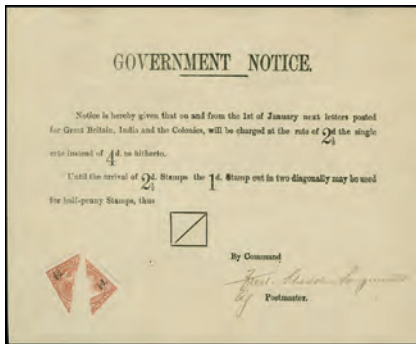 GOVERNMENT NOTICE.
Notice is hereby given that on and from the 1st of January next letters posted
for Great Britain, India and the Colonies, will be charged at the rate of 2½d the single
rate instead of 4d. as hitherto.
Until the arrival of 2½d. Stamps the 1d. Stamp cut in two diagonally may be used
for half-penny Stamps, thus
By Command
Postmaster.